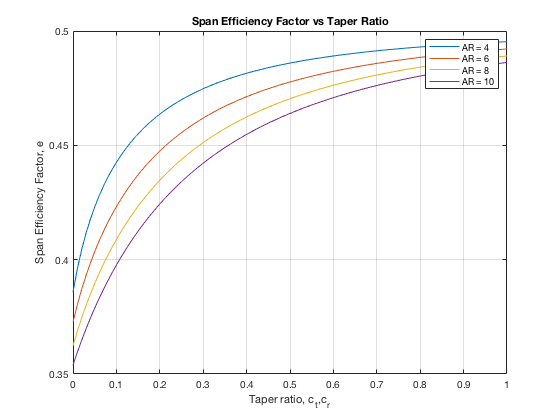 Span Efficiency Factor vs Taper Ratio
0.5
0.45
0.4
0.35
Span Efficiency Factor, e
AR = 4
AR = 6
AR = 8
AR = 10
0 0.1 0.2 0.3 0.4 0.5 0.6 0.7 0.8 0.9 1
Taper ratio, c_t,c_r